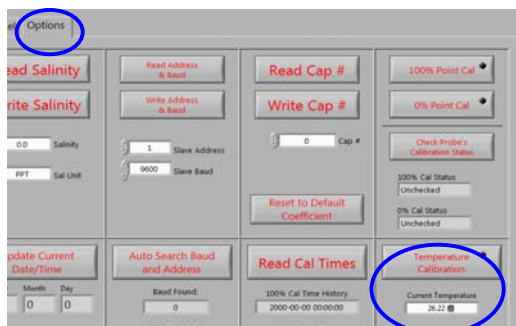 Options
ead Salinity
Read Address
& Baud
Read Cap #
100% Point Cal
rite Salinity
Write Address
& Baud
Write Cap #
0% Point Cal
0.0 Salinity
1 Slave Address
0 Cap #
Check Probe's
Calibration Status
PPT Sal Unit
9600 Slave Baud
100% Cal Status
Unchecked
Reset to Default
Coefficient
0% Cal Status
Unchecked
pdate Current
Date/Time
Auto Search Baud
and Address
Read Cal Times
Temperature
Calibration
Month Day
Baud Found:
100% Cal Time History
Current Temperature
0 0
0
2000-00-00 00:00:00
26.22